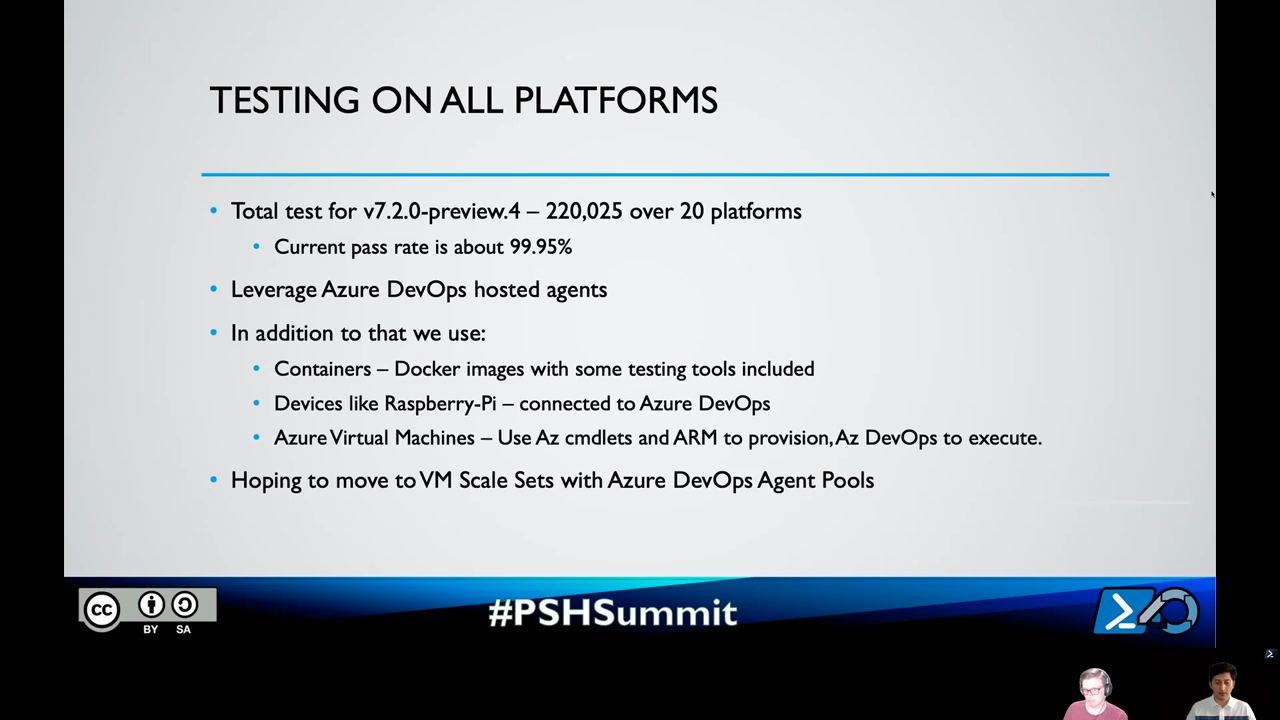 TESTING ON ALL PLATFORMS
• Total test for v7.2.0-preview.4 – 220,025 over 20 platforms
• Current pass rate is about 99.95%
• Leverage Azure DevOps hosted agents
• In addition to that we use:
• Containers – Docker images with some testing tools included
• Devices like Raspberry-Pi – connected to Azure DevOps
• Azure Virtual Machines – Use Az cmdlets and ARM to provision, Az DevOps to execute.
• Hoping to move to VM Scale Sets with Azure DevOps Agent Pools
cc
BY SA
#PSHSummit